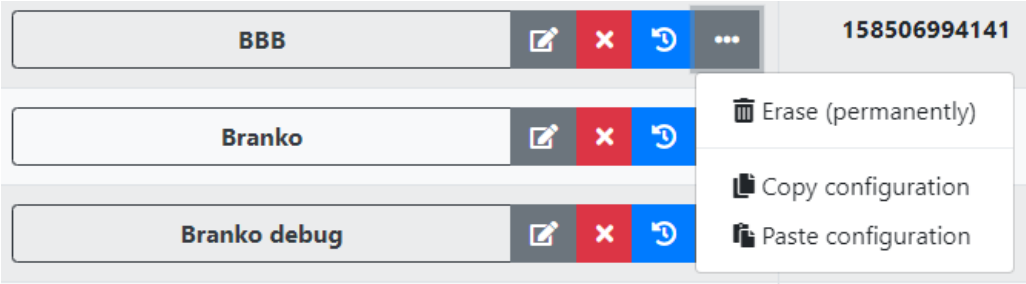 BBB
158506994141
Erase (permanently)
Branko
Copy configuration
Branko debug
Paste configuration